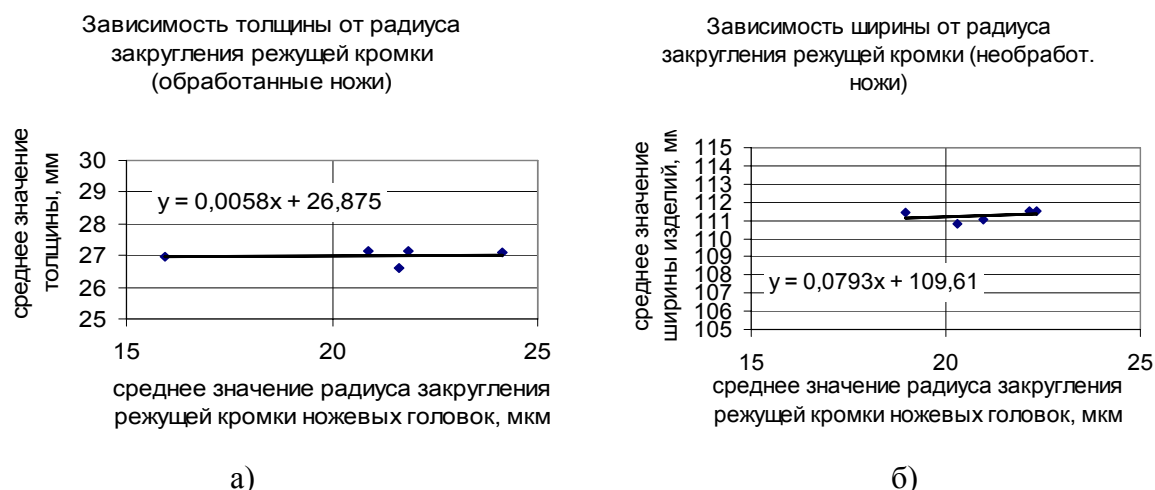 Зависимость толщины от радиуса
закругления режущей кромки
(обработанные ножи)
среднее значение
толщины, мм
30
29
28
27
26
25
y = 0,0058x + 26,875
15
20
25
среднее значение радиуса закругления
режущей кромки ножевых головок, мкм
а)
Зависимость ширины от радиуса
закругления режущей кромки (необработ.
ножи)
среднее значение
ширины изделий, мм
115
114
113
112
111
110
109
108
107
106
105
y = 0,0793x + 109,61
15
20
25
среднее значение радиуса закругления
режущей кромки ножевых головок, мкм
б)